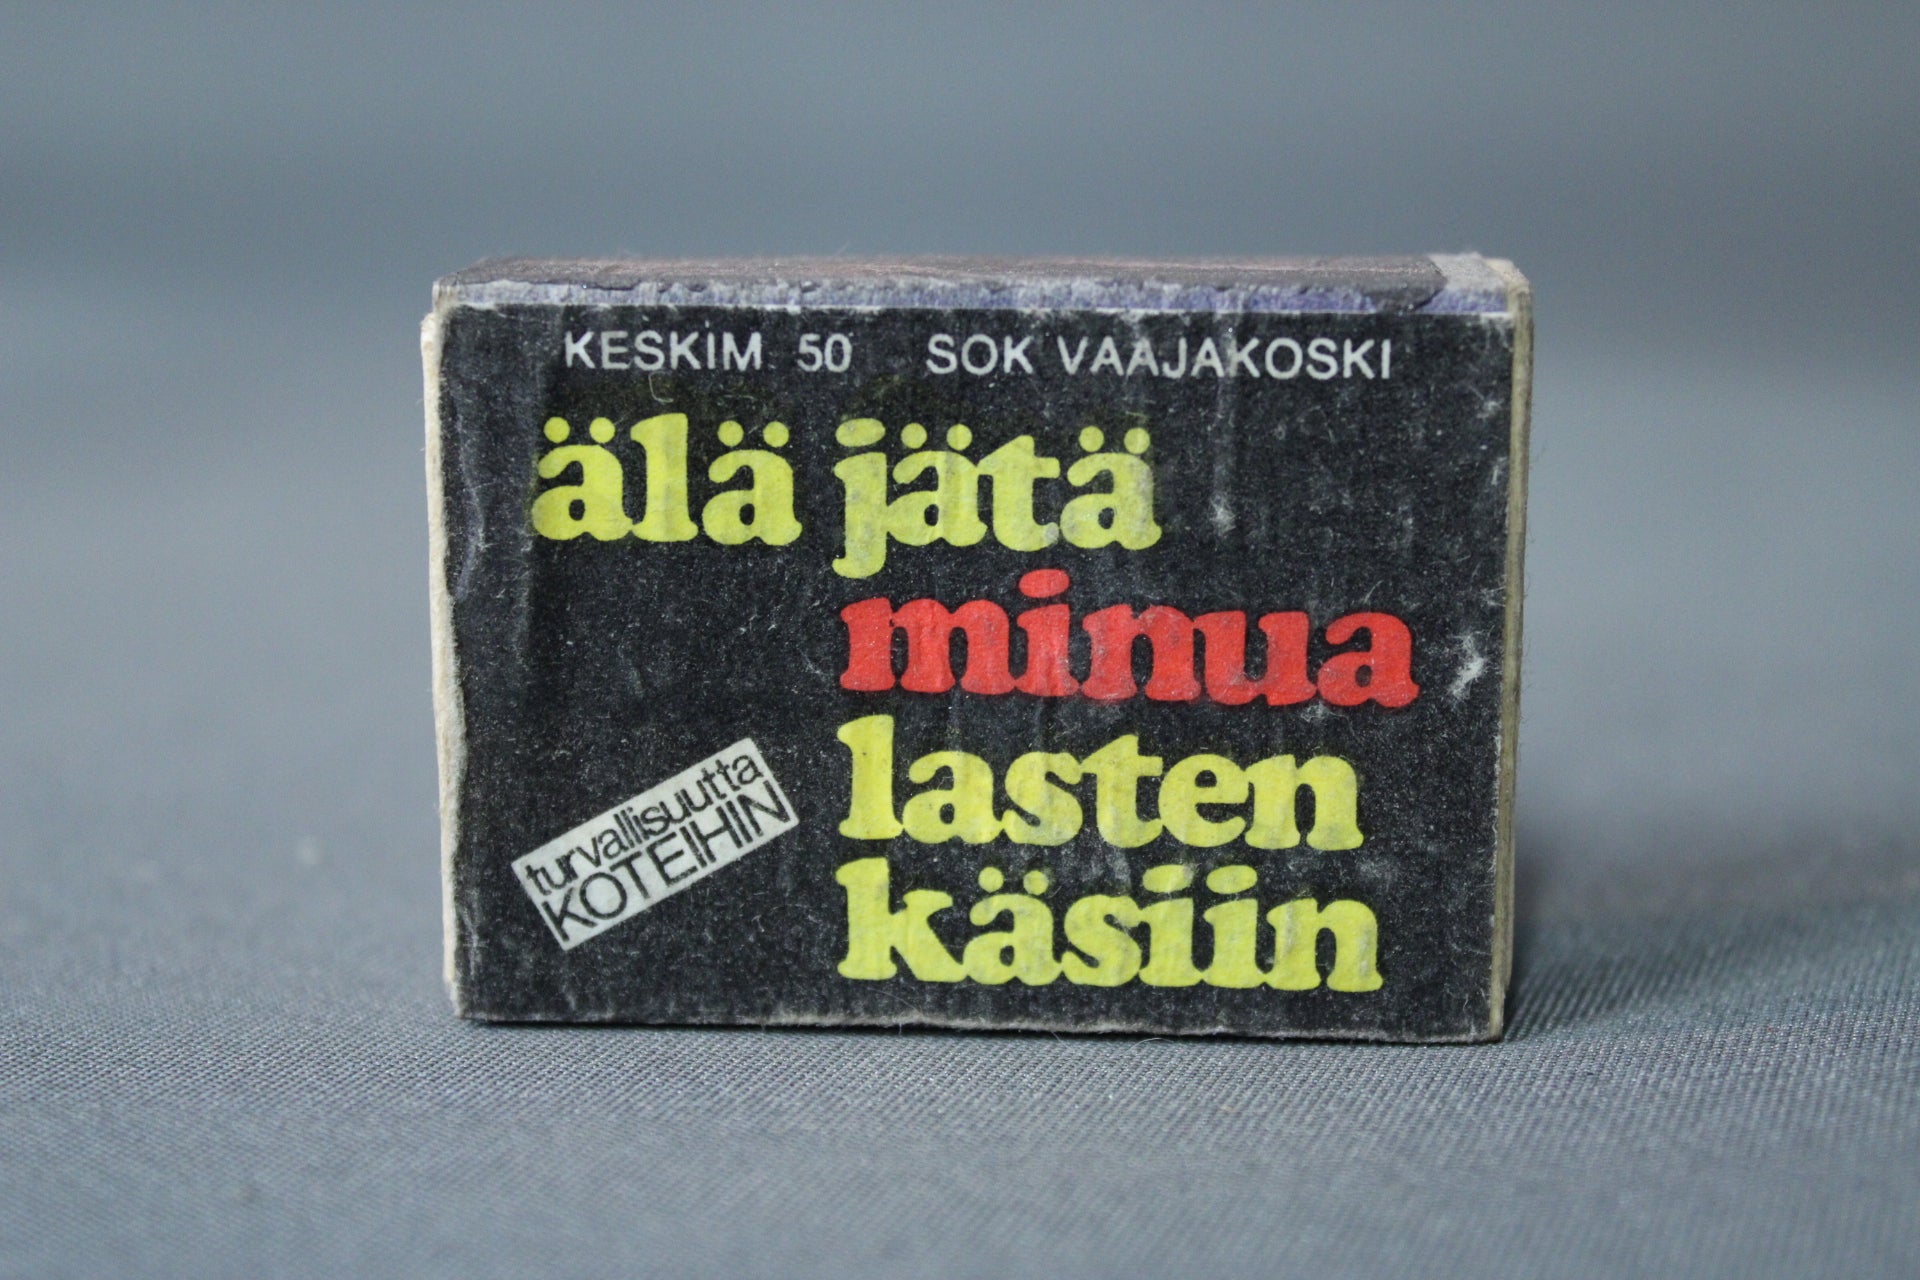 KESKIM. 50 SOK VAAJAKOSKI
älä jätä
minua
lasten
käsiin
turvallisuutta
KOTEIHIN